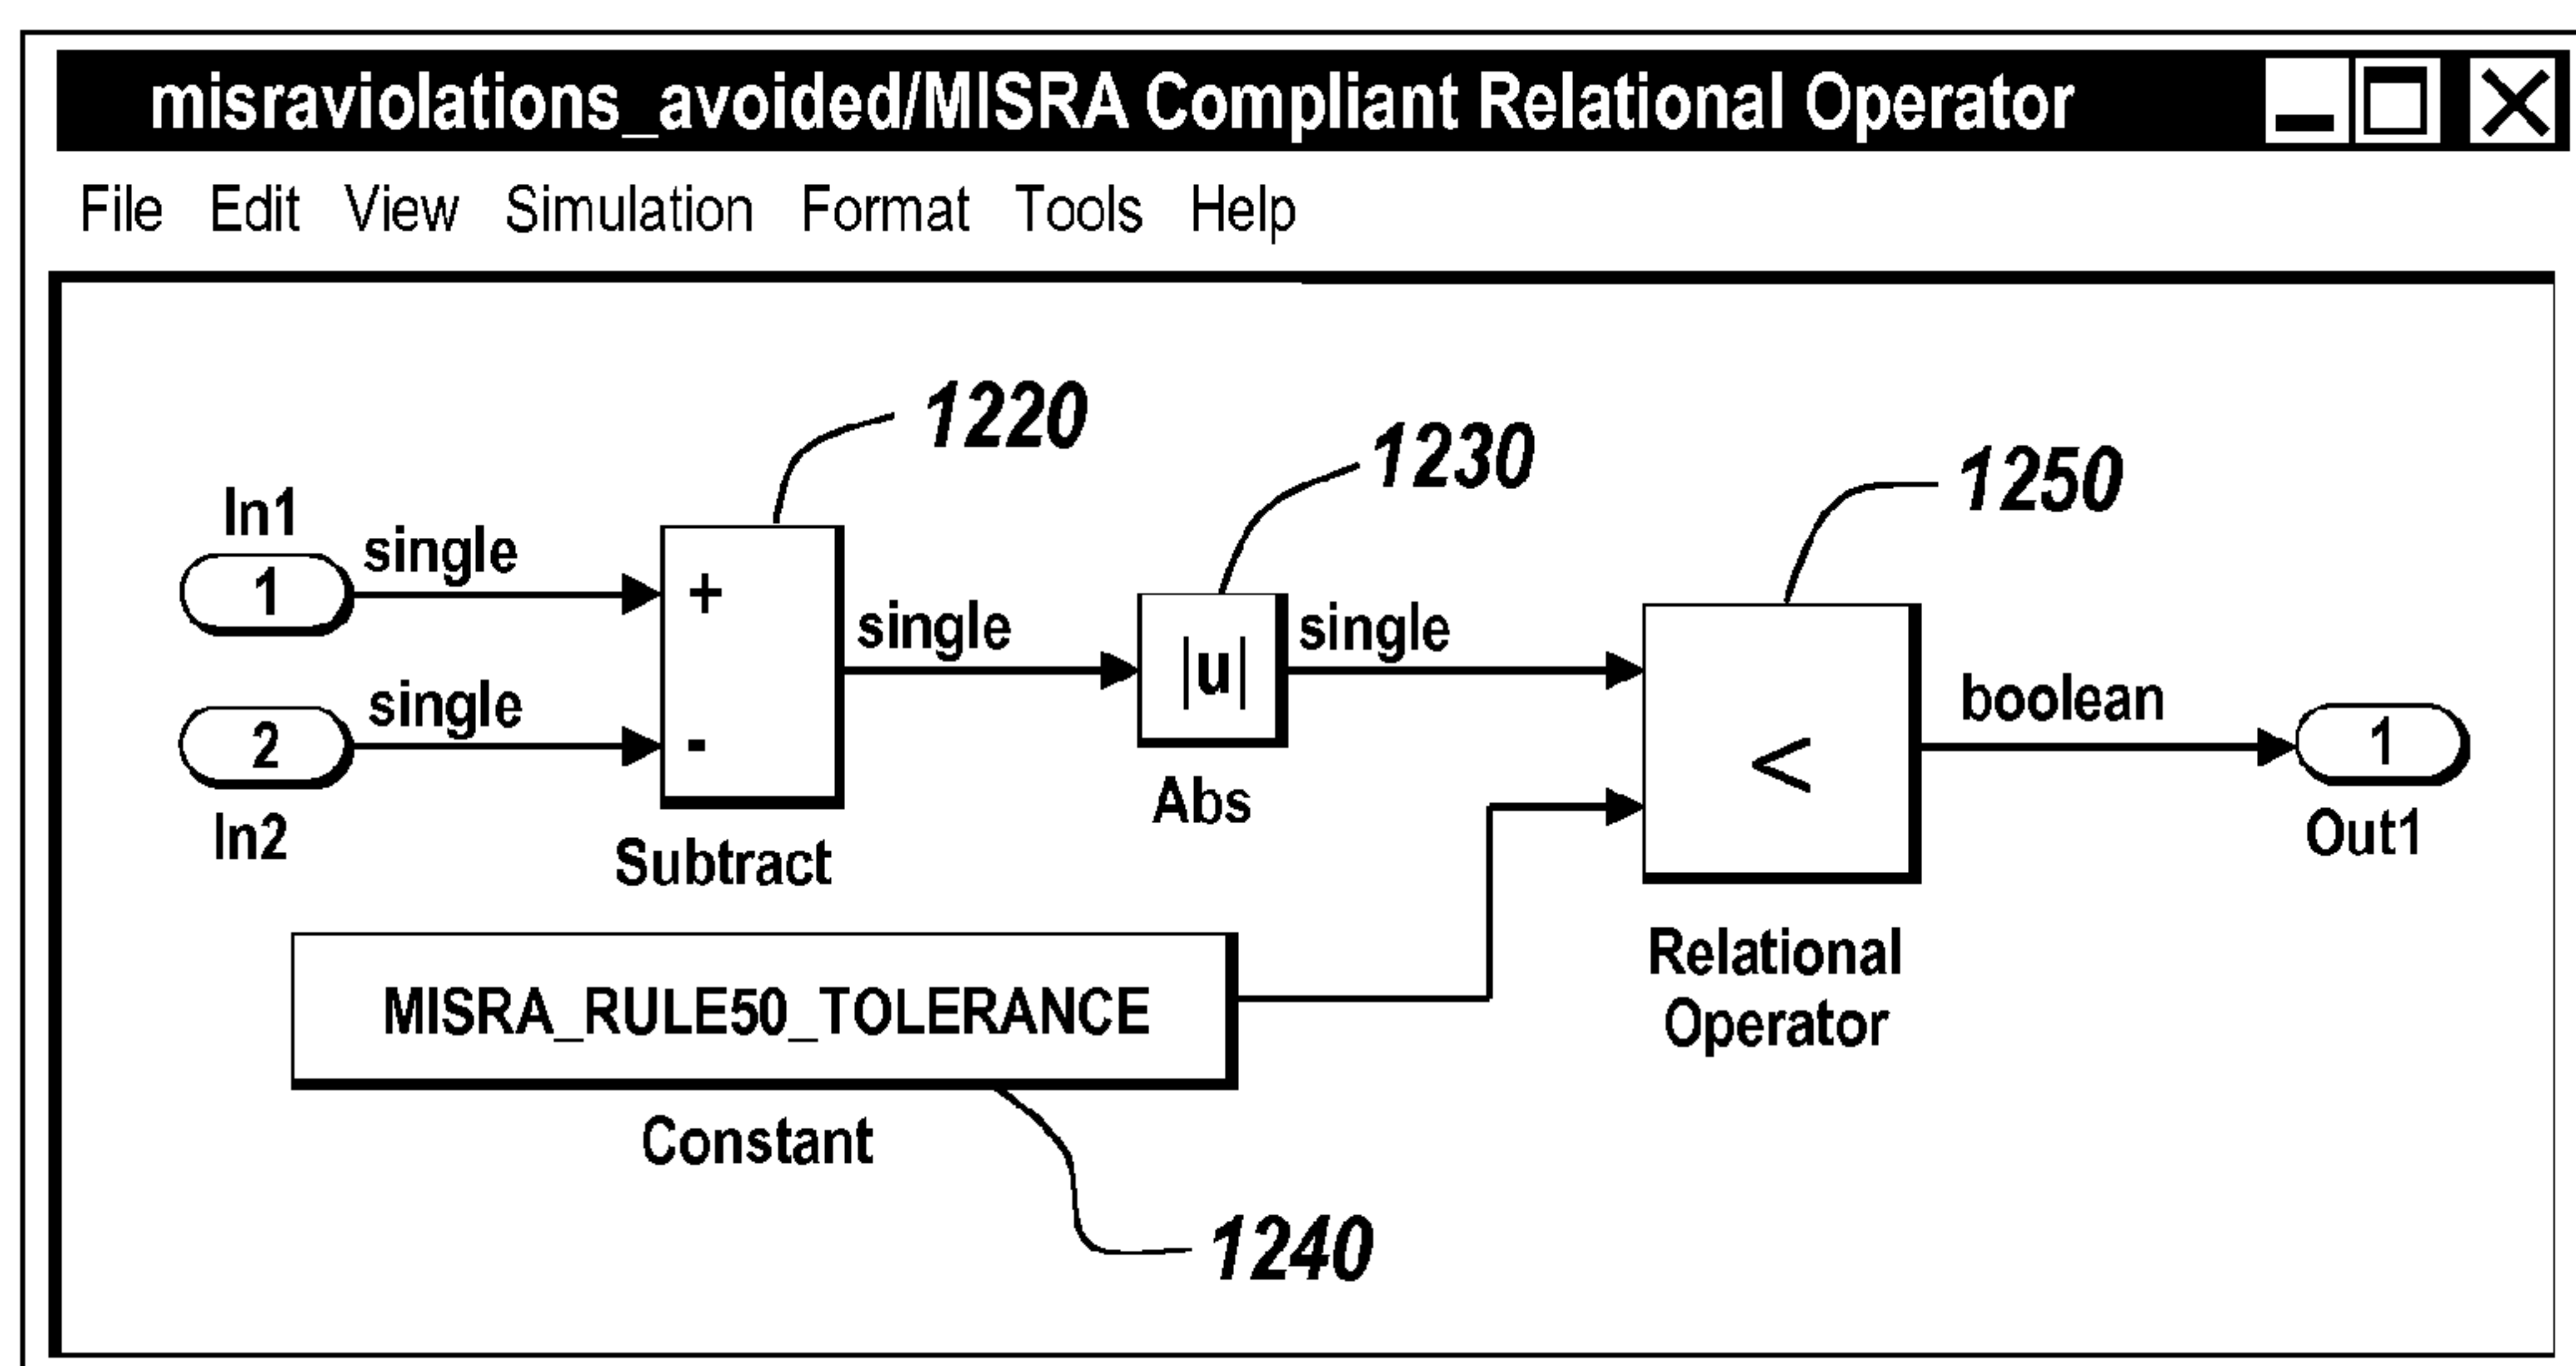 misraviolations_avoided/MISRA Compliant Relational Operator
File Edit View Simulation Format Tools Help
1220
1230
1250
In1
1
single
+
single
|u|
single
2
single
-
In2
Subtract
Abs
<
boolean
1
Out1
Relational
Operator
MISRA_RULE50_TOLERANCE
Constant
1240